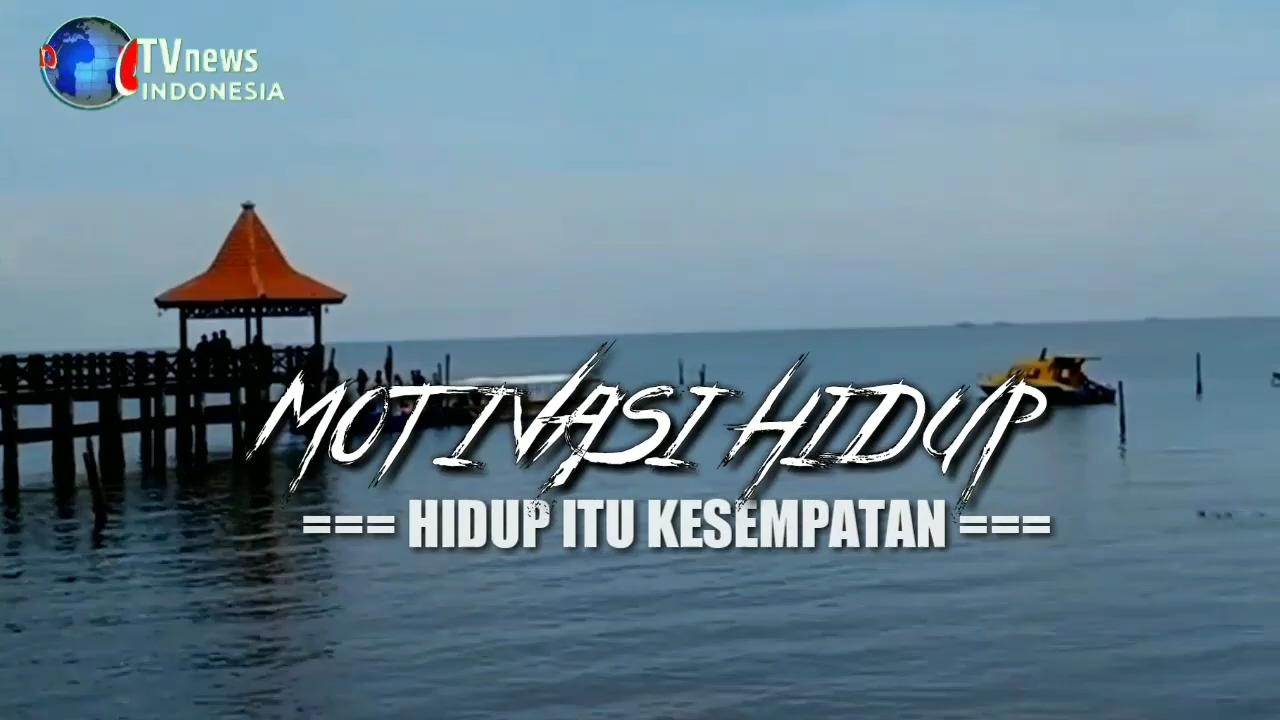 TVnews
INDONESIA
MOTIVASI HIDUP
=== HIDUP ITU KESEMPATAN ===